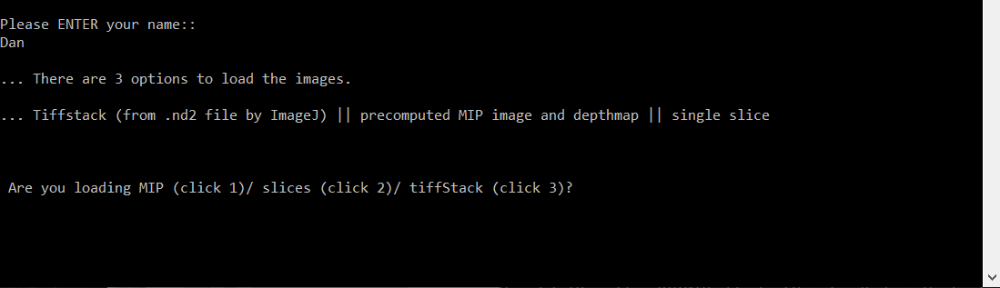 Please ENTER your name::
Dan
... There are 3 options to load the images.
... Tiffstack (from .nd2 file by ImageJ) || precomputed MIP image and depthmap || single slice
Are you loading MIP (click 1)/ slices (click 2)/ tiffStack (click 3)?